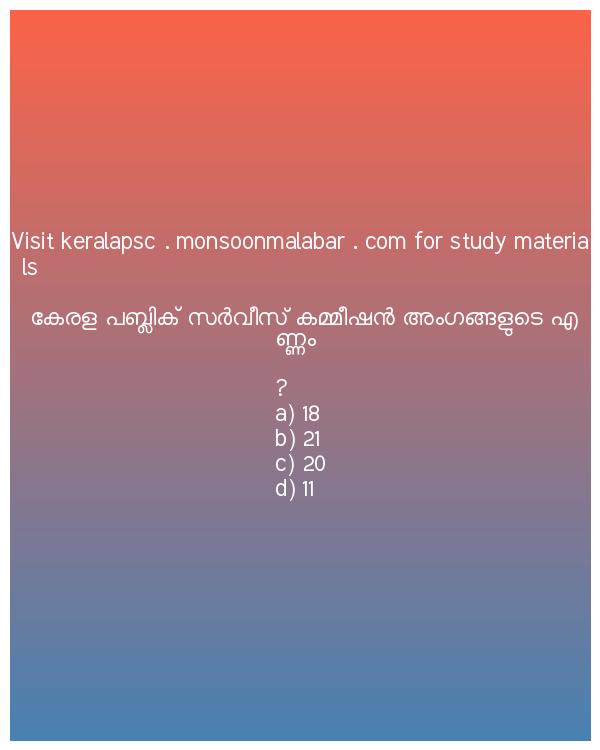 Visit keralapsc . monsoonmalabar . com for study materia
ls
കേരള പബ്ലിക് സർവീസ് കമ്മീഷൻ അംഗങ്ങളുടെ എ
ണ്ണം
?
a) 18
b) 21
c) 20
d) 11